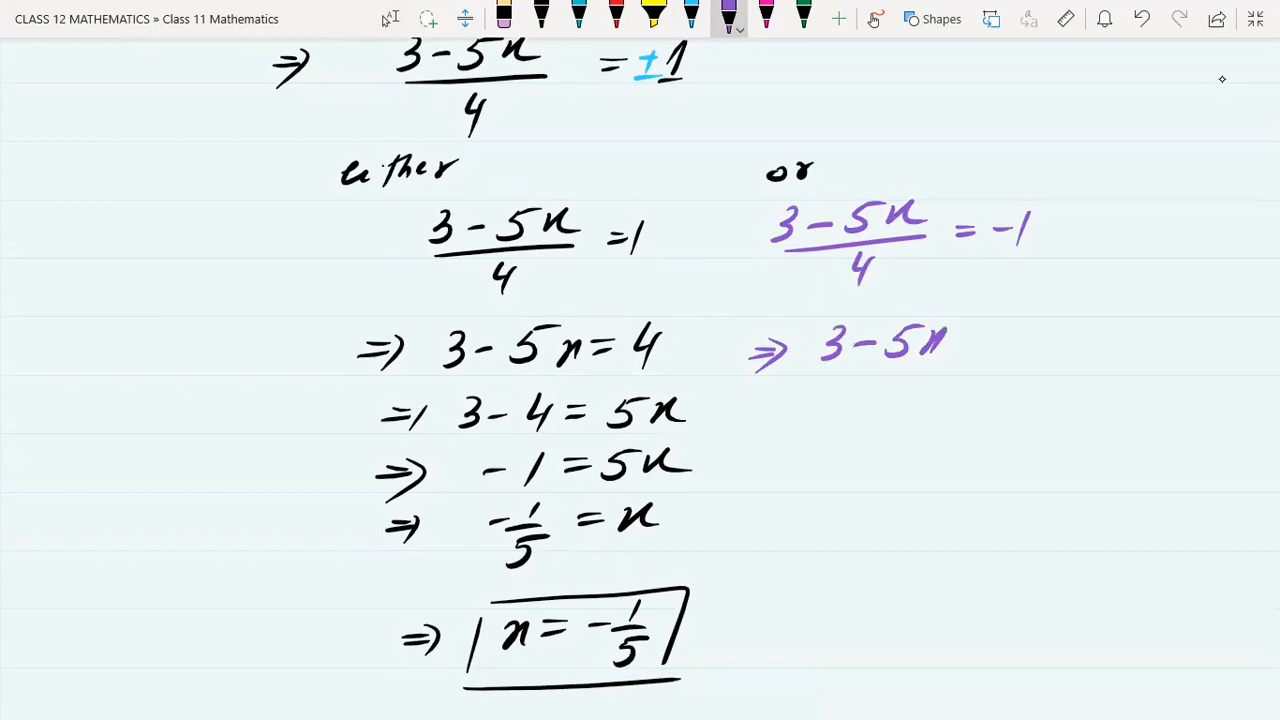 CLASS 12 MATHEMATICS » Class 11 Mathematics
Shapes
⇒ 3-5x/4 = ±1
either
3-5x/4 = 1
⇒ 3-5x = 4
⇒ 3-4 = 5x
⇒ -1 = 5x
⇒ -1/5 = x
⇒ x = -1/5
or
3-5x/4 = -1
⇒ 3-5x